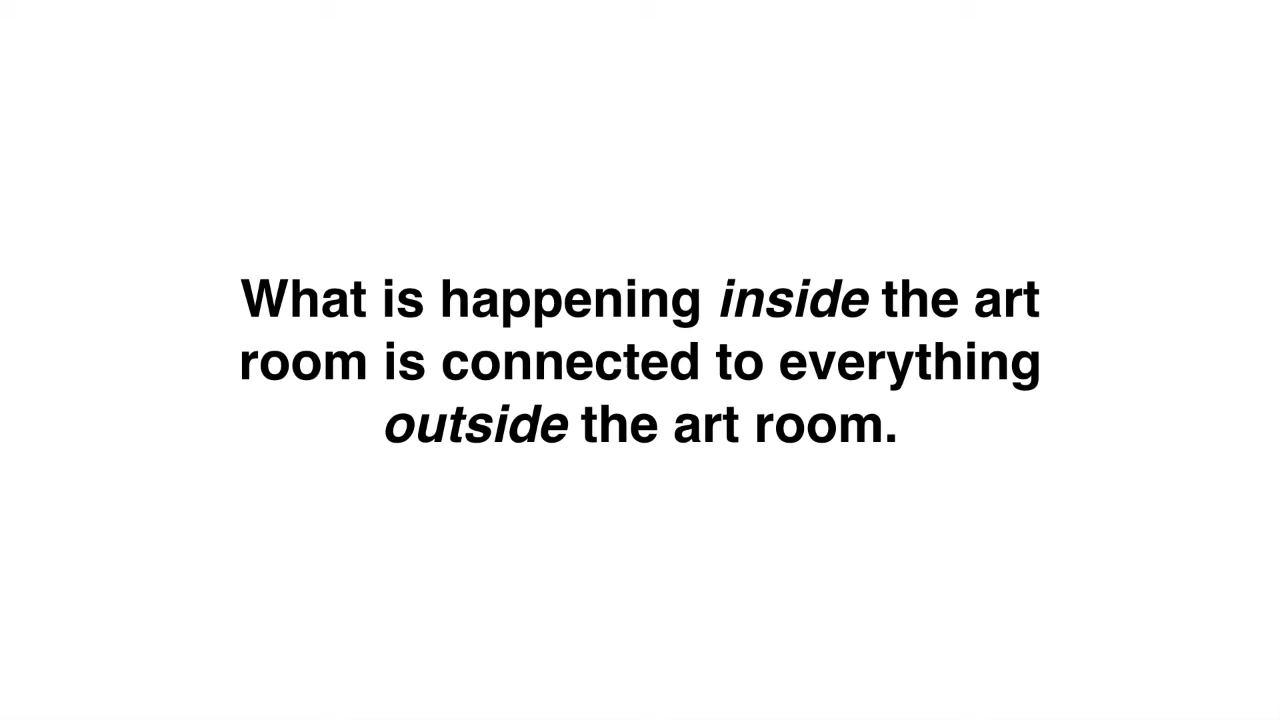 What is happening inside the art
room is connected to everything
outside the art room.